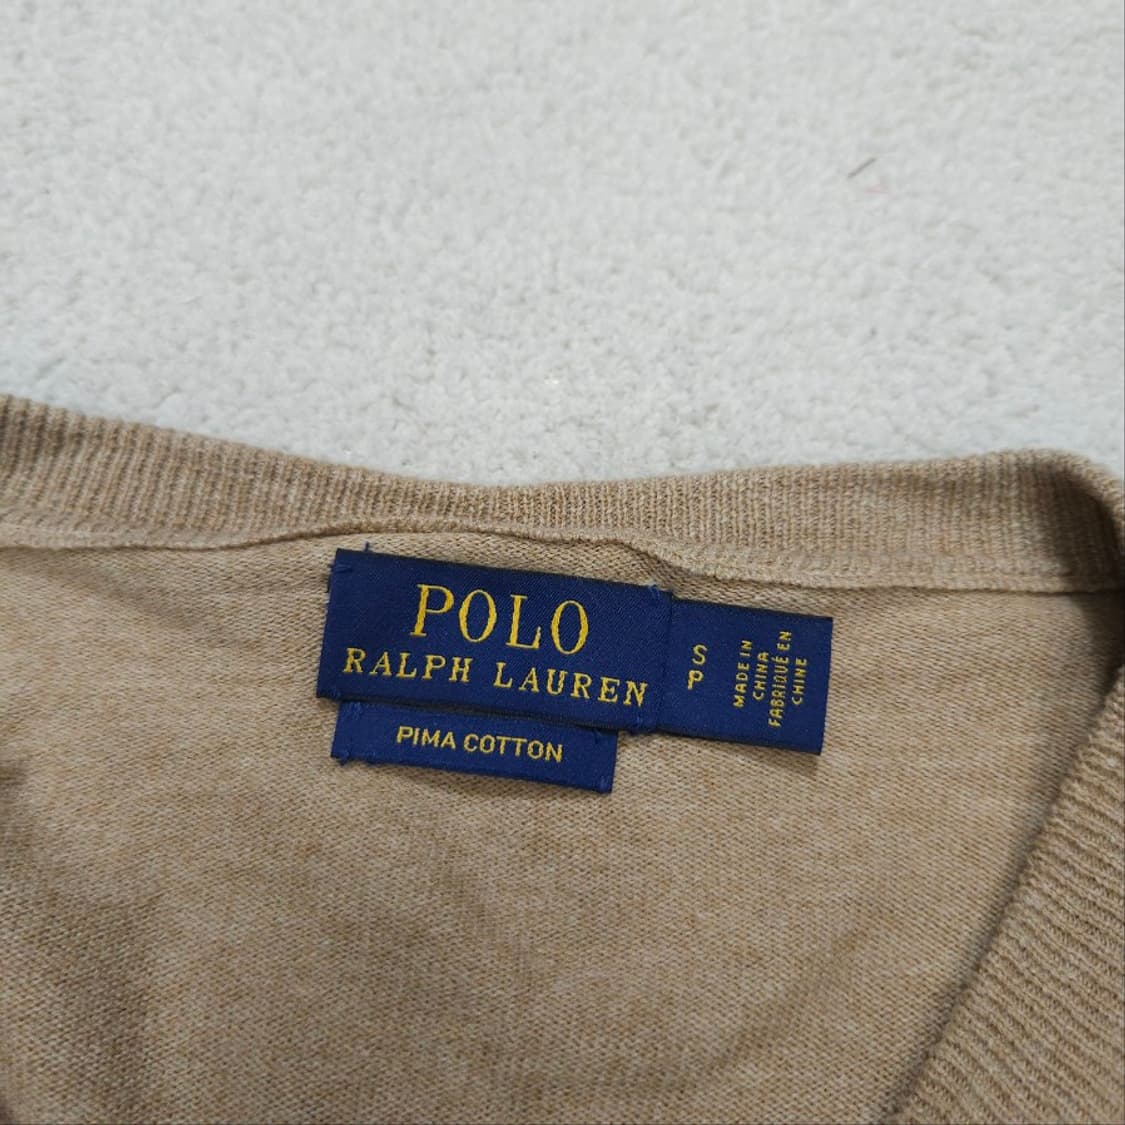 POLO
RALPH LAUREN
PIMA COTTON
S
P
MADE IN
CHINA
FABRIQUÉ EN
CHINE